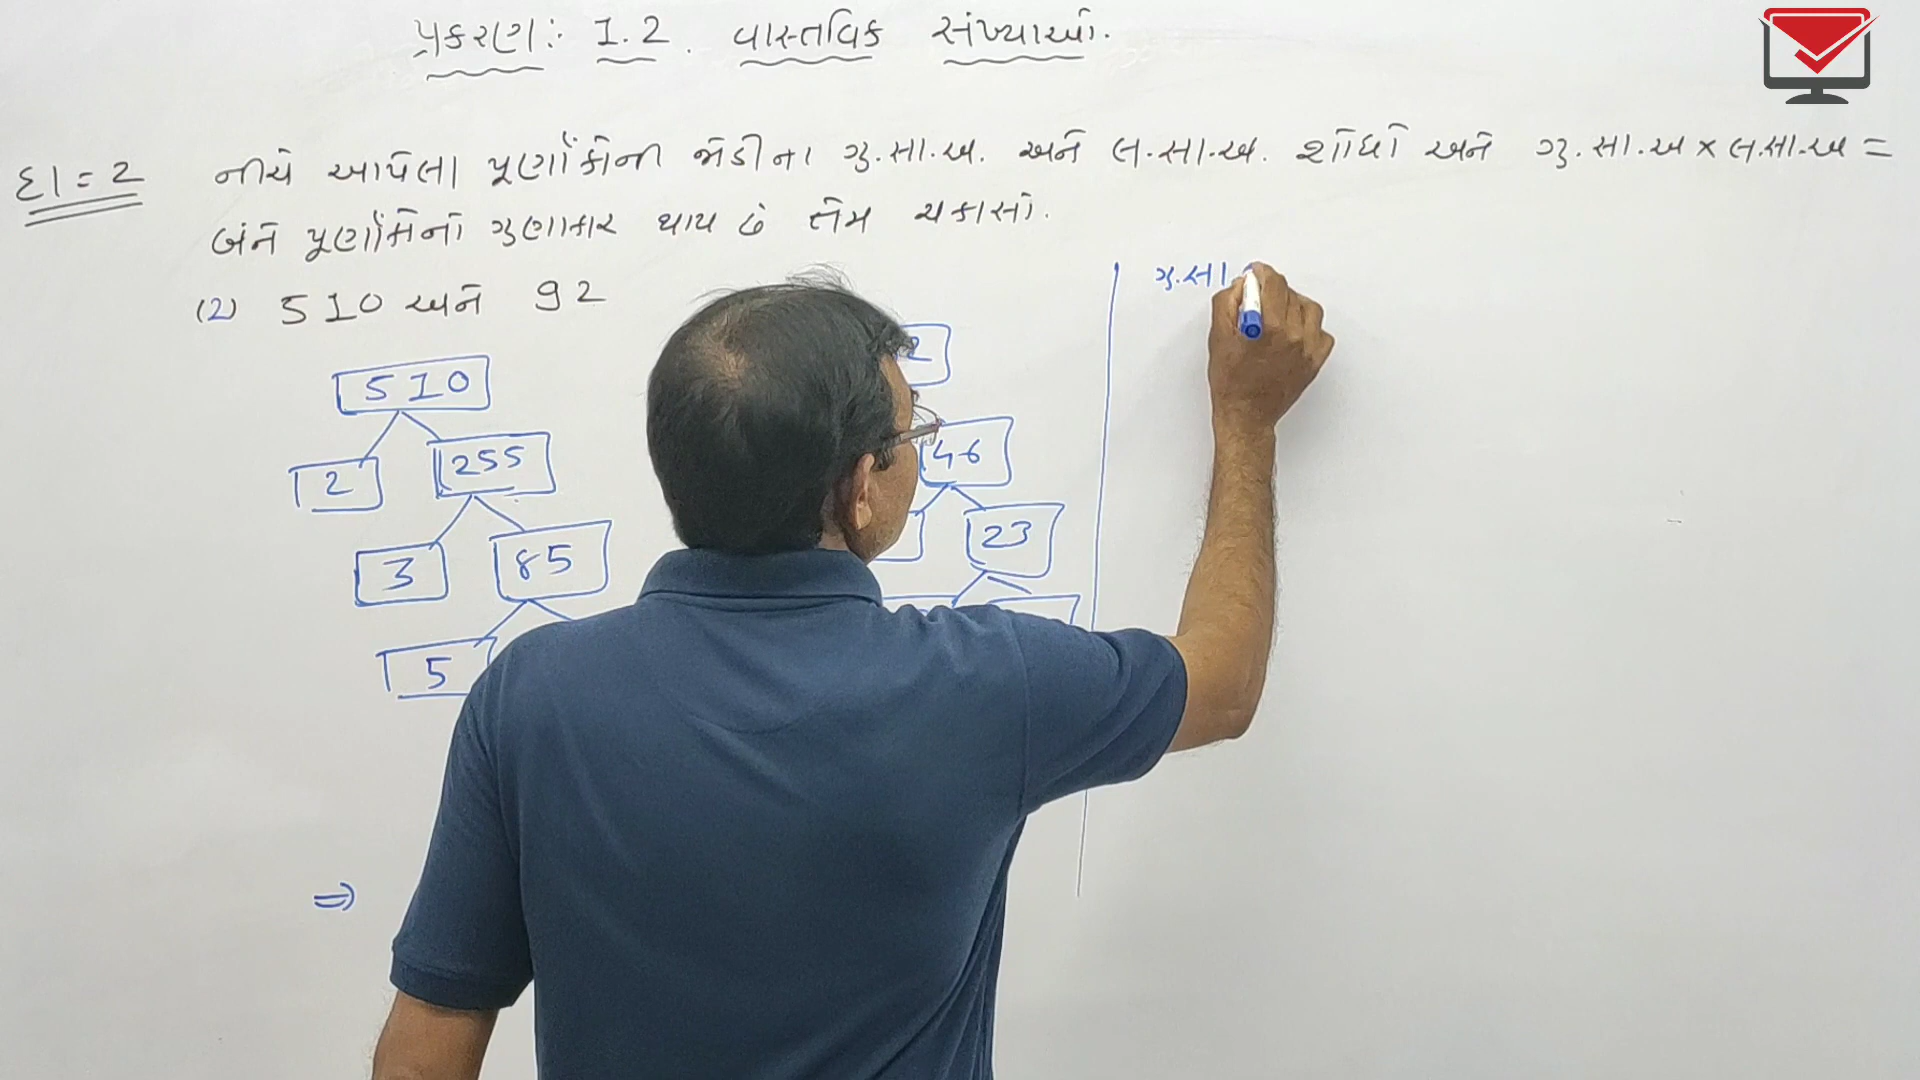 પ્રકરણ: 1.2. વાસ્તવિક સંખ્યાઓ.
દા = 2 નીચે આપેલા પૂર્ણાંકોની જોડીના ગુ.સા.અ. અને લ.સા.અ. શોધો અને ગુ.સા.અ × લ.સા.અ =
બંને પૂર્ણાંકોનો ગુણાકાર થાય છે તેમ ચકાસો.
(2) 510 અને 92
ગુ.સા.
510
2 255
46
3 85
23
5
⇒